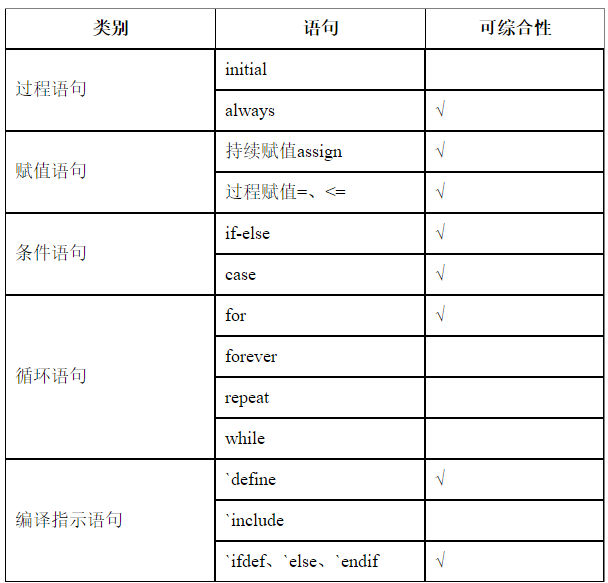 类别 语句 可综合性
过程语句 initial
always √
赋值语句 持续赋值assign √
过程赋值=、<= √
条件语句 if-else √
case √
循环语句 for √
forever
repeat
while
编译指示语句 `define √
`include
`ifdef、`else、`endif √